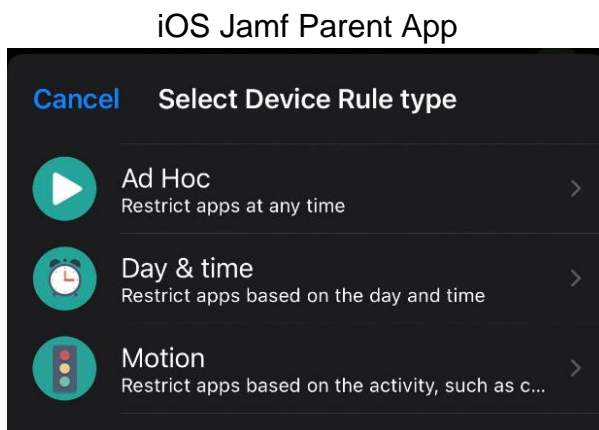 iOS Jamf Parent App
Cancel Select Device Rule type
Ad Hoc
Restrict apps at any time
Day & time
Restrict apps based on the day and time
Motion
Restrict apps based on the activity, such as c...